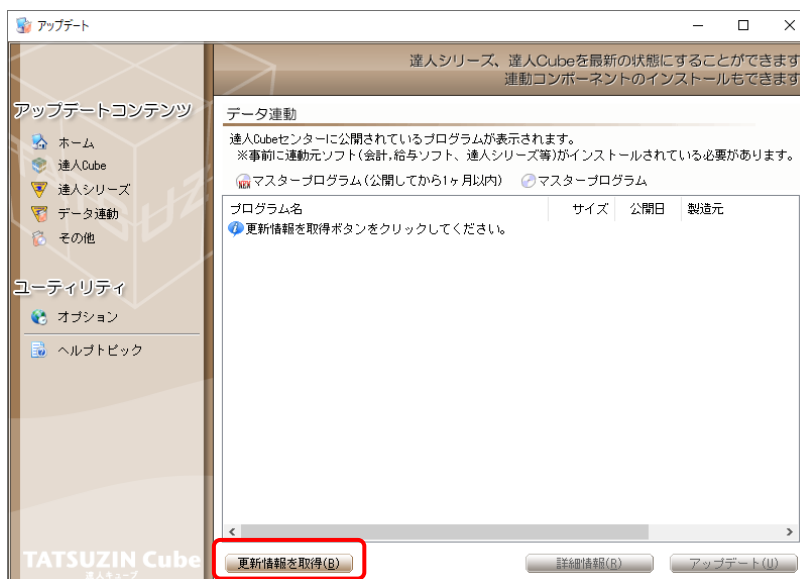 アップデート
達人シリーズ、達人Cubeを最新の状態にすることができます
連動コンポーネントのインストールもできます
アップデートコンテンツ
ホーム
達人Cube
達人シリーズ
データ連動
その他
ユーティリティ
オプション
ヘルプトピック
データ連動
達人Cubeセンターに公開されているプログラムが表示されます。
※事前に連動元ソフト(会計,給与ソフト、達人シリーズ等)がインストールされている必要があります。
NEW マスタープログラム(公開してから1ヶ月以内) マスタープログラム
プログラム名 サイズ 公開日 製造元
更新情報を取得ボタンをクリックしてください。
更新情報を取得(B) 詳細情報(R) アップデート(U)
TATSUZIN Cube
達人キューブ